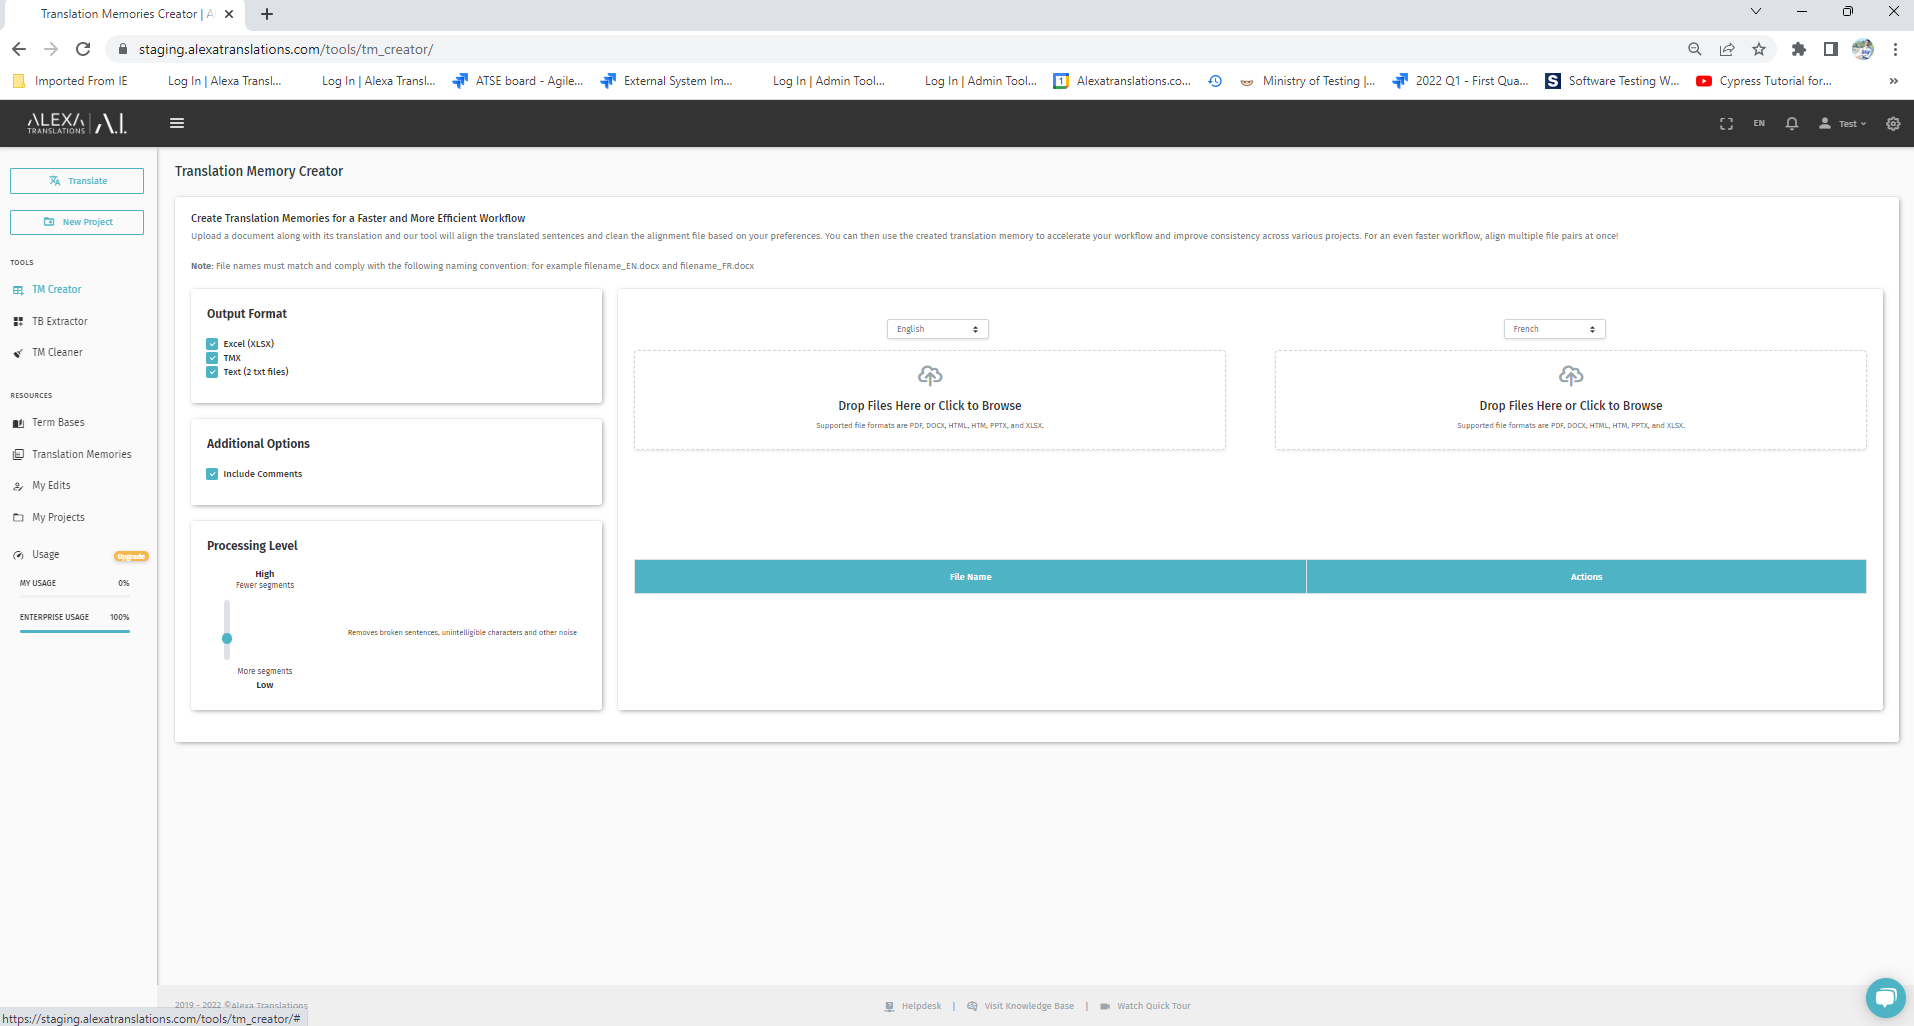 Translation Memories Creator | A
staging.alexatranslations.com/tools/tm_creator/
Imported From IE
Log In | Alexa Transl...
Log In | Alexa Transl...
ATSE board - Agile...
External System Im...
Log In | Admin Tool...
Log In | Admin Tool...
1
Alexatranslations.co...
Ministry of Testing |...
2022 Q1 - First Qua...
S
Software Testing W...
Cypress Tutorial for...
»
ALEXA TRANSLATIONS | A.I.
EN
Test
Translate
New Project
TOOLS
TM Creator
TB Extractor
TM Cleaner
RESOURCES
Term Bases
Translation Memories
My Edits
My Projects
Usage
Upgrade
MY USAGE 0%
ENTERPRISE USAGE 100%
Translation Memory Creator
Create Translation Memories for a Faster and More Efficient Workflow
Upload a document along with its translation and our tool will align the translated sentences and clean the alignment file based on your preferences. You can then use the created translation memory to accelerate your workflow and improve consistency across various projects. For an even faster workflow, align multiple file pairs at once!
Note: File names must match and comply with the following naming convention: for example filename_EN.docx and filename_FR.docx
Output Format
Excel (XLSX)
TMX
Text (2 txt files)
Additional Options
Include Comments
Processing Level
High
Fewer segments
Removes broken sentences, unintelligible characters and other noise
More segments
Low
English
Drop Files Here or Click to Browse
Supported file formats are PDF, DOCX, HTML, HTM, PPTX, and XLSX.
French
Drop Files Here or Click to Browse
Supported file formats are PDF, DOCX, HTML, HTM, PPTX, and XLSX.
File Name
Actions
2019 - 2022 ©Alexa Translations
Helpdesk | Visit Knowledge Base | Watch Quick Tour
https://staging.alexatranslations.com/tools/tm_creator/#